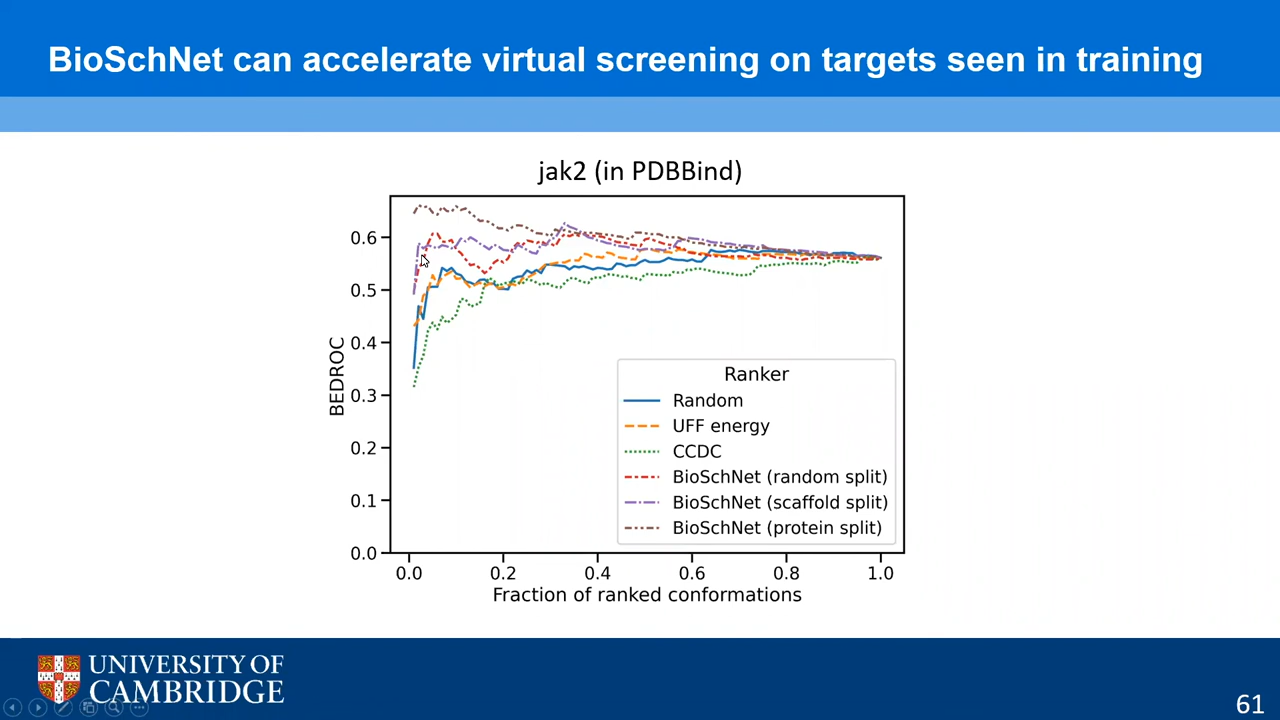 BioSchNet can accelerate virtual screening on targets seen in training
jak2 (in PDBBind)
BEDROC
0.6
0.5
0.4
0.3
0.2
0.1
0.0
Ranker
Random
UFF energy
CCDC
BioSchNet (random split)
BioSchNet (scaffold split)
BioSchNet (protein split)
0.0 0.2 0.4 0.6 0.8 1.0
Fraction of ranked conformations
UNIVERSITY OF
CAMBRIDGE
61